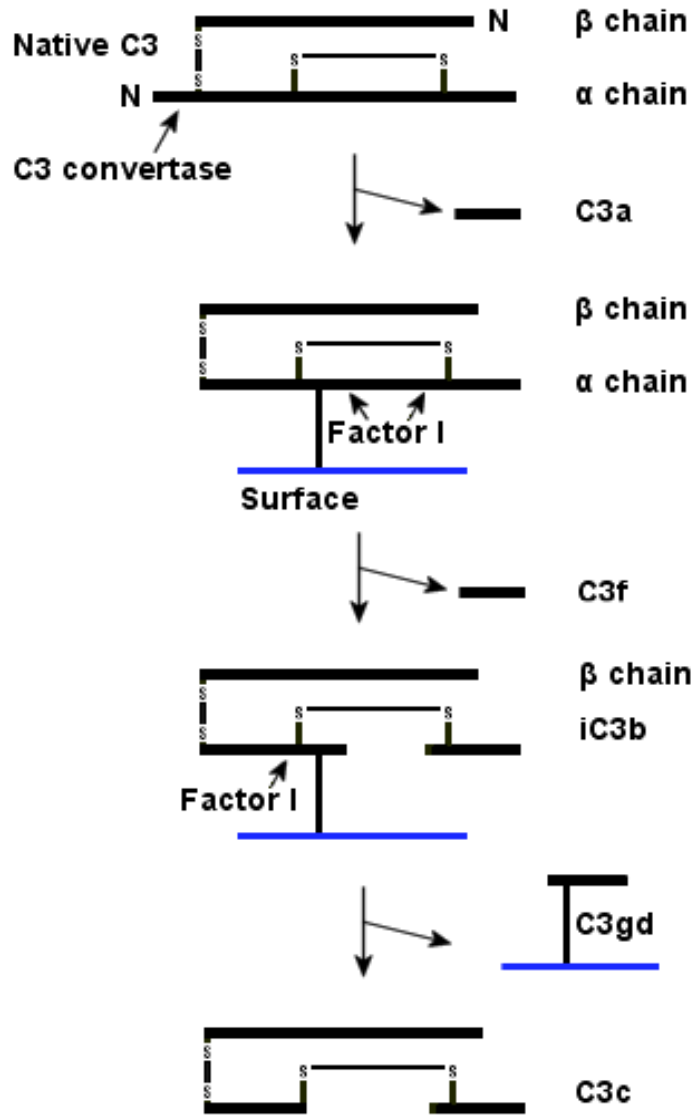 N β chain
Native C3
S S S
S
N α chain
C3 convertase
C3a
β chain
S S S
S
α chain
Factor I
Surface
C3f
β chain
S S S
iC3b
S
Factor I
C3gd
S S S
S
C3c